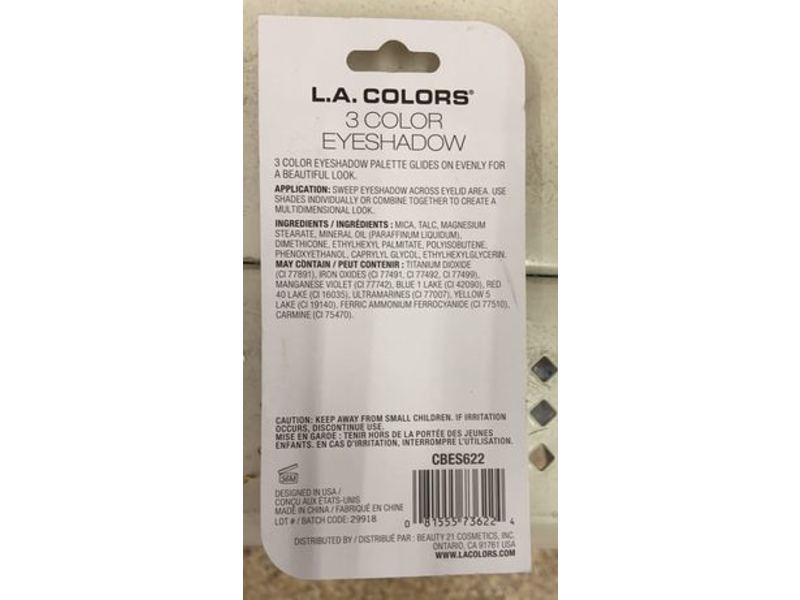 L.A. COLORS®
3 COLOR
EYESHADOW
3 COLOR EYESHADOW PALETTE GLIDES ON EVENLY FOR
A BEAUTIFUL LOOK.
APPLICATION: SWEEP EYESHADOW ACROSS EYELID AREA. USE
SHADES INDIVIDUALLY OR COMBINE TOGETHER TO CREATE A
MULTIDIMENSIONAL LOOK.
INGREDIENTS / INGRÉDIENTS : MICA, TALC, MAGNESIUM
STEARATE, MINERAL OIL (PARAFFINUM LIQUIDUM),
DIMETHICONE, ETHYLHEXYL PALMITATE, POLYISOBUTENE,
PHENOXYETHANOL, CAPRYLYL GLYCOL, ETHYLHEXYLGLYCERIN.
MAY CONTAIN / PEUT CONTENIR : TITANIUM DIOXIDE
(CI 77891), IRON OXIDES (CI 77491, CI 77492, CI 77499),
MANGANESE VIOLET (CI 77742), BLUE 1 LAKE (CI 42090), RED
40 LAKE (CI 16035), ULTRAMARINES (CI 77007), YELLOW 5
LAKE (CI 19140), FERRIC AMMONIUM FERROCYANIDE (CI 77510),
CARMINE (CI 75470).
CAUTION: KEEP AWAY FROM SMALL CHILDREN. IF IRRITATION
OCCURS, DISCONTINUE USE.
MISE EN GARDE : TENIR HORS DE LA PORTÉE DES JEUNES
ENFANTS. EN CAS D'IRRITATION, INTERROMPRE L'UTILISATION.
CBES622
36M
DESIGNED IN USA /
CONÇU AUX ÉTATS-UNIS
MADE IN CHINA / FABRIQUÉ EN CHINE
LOT # / BATCH CODE: 29918
0 81555 73622 4
DISTRIBUTED BY / DISTRIBUÉ PAR : BEAUTY 21 COSMETICS, INC.
ONTARIO, CA 91761 USA
WWW.LACOLORS.COM